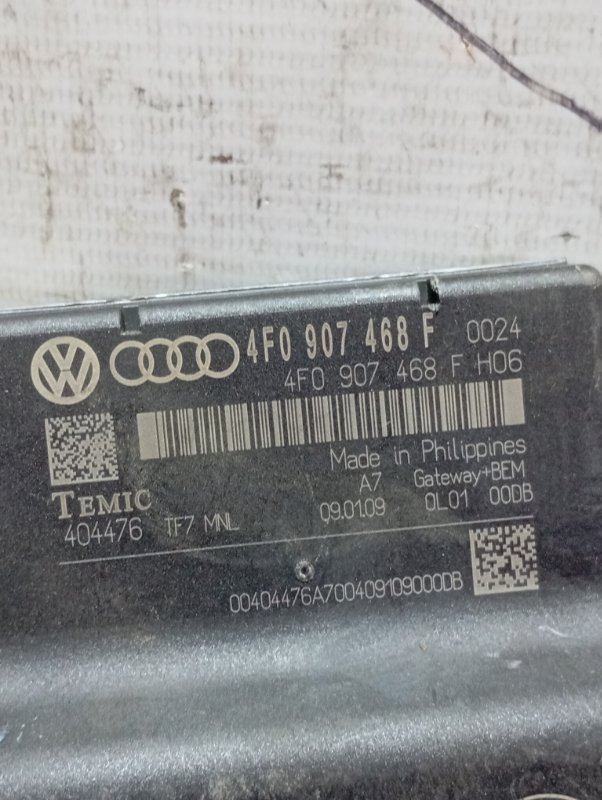 4F0 907 468 F 0024
4F0 907 468 F H06
Made in Philippines
A7 Gateway+BEM
TEMIC
09.01.09 0L01 00DB
404476 TF7 MNL
00404476A700409109000DB